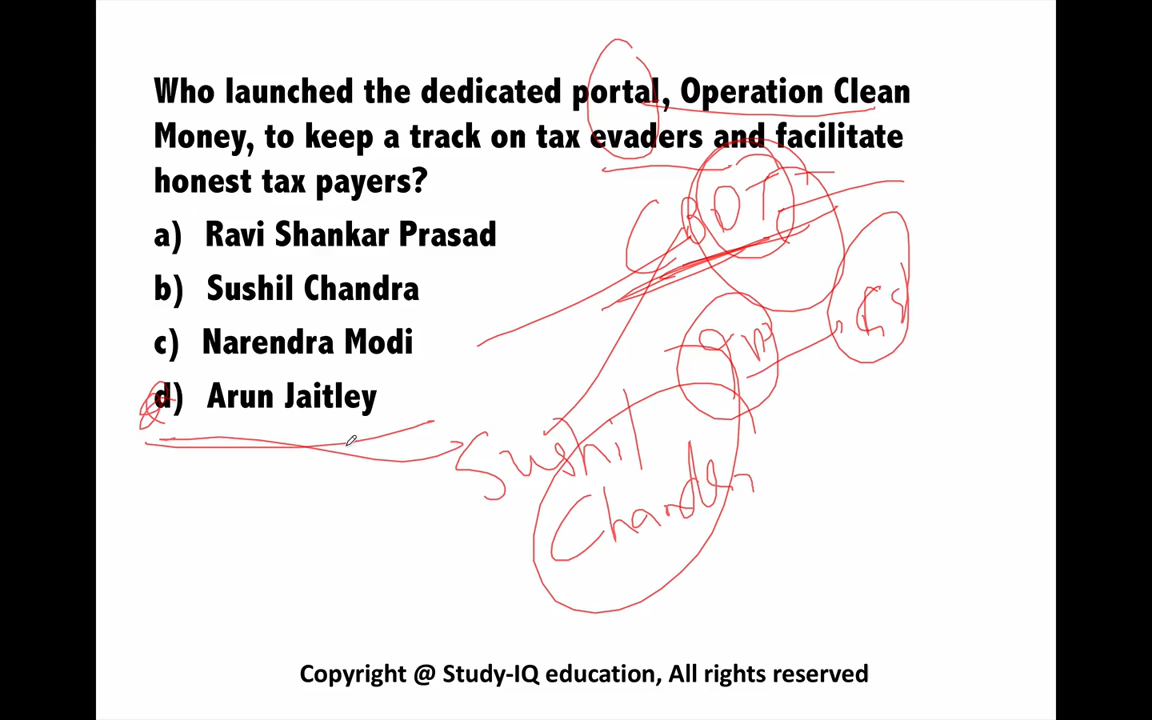 Who launched the dedicated portal, Operation Clean
Money, to keep a track on tax evaders and facilitate
honest tax payers?
a) Ravi Shankar Prasad
b) Sushil Chandra
c) Narendra Modi
d) Arun Jaitley
CBDT
Sushil
Copyright @ Study-IQ education, All rights reserved